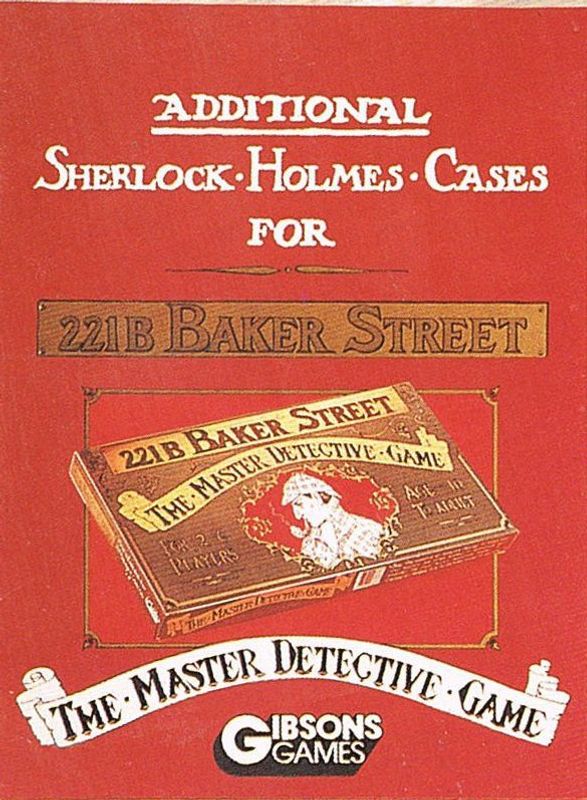 ADDITIONAL
SHERLOCK·HOLMES·CASES
FOR
221B BAKER STREET
221B BAKER STREET
THE·MASTER DETECTIVE·GAME
FOR 2-6
PLAYERS
AGE 10
TO ADULT
THE MASTER DETECTIVE·GAME
THE·MASTER DETECTIVE·GAME
GIBSONS
GAMES